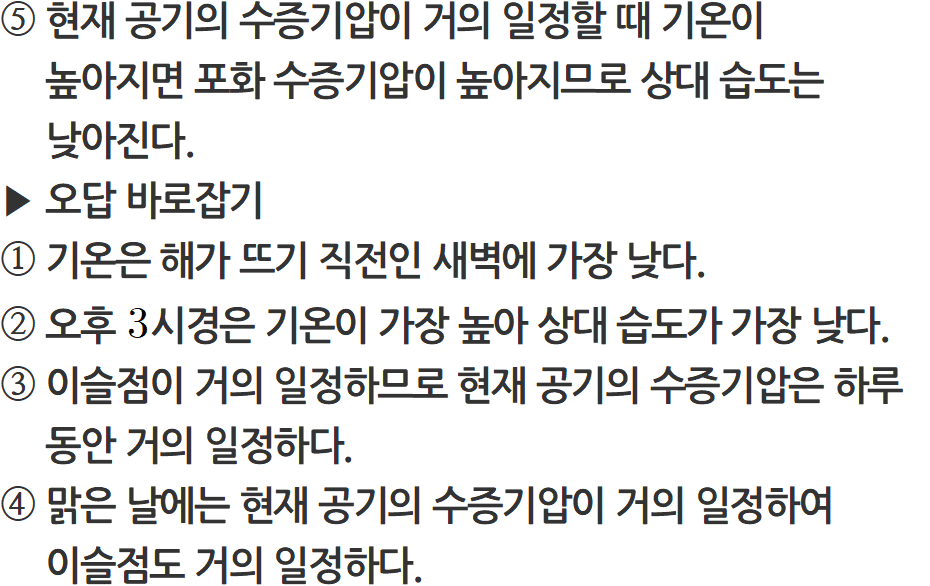 ⑤ 현재 공기의 수증기압이 거의 일정할 때 기온이
높아지면 포화 수증기압이 높아지므로 상대 습도는
낮아진다.
▶ 오답 바로잡기
① 기온은 해가 뜨기 직전인 새벽에 가장 낮다.
② 오후 3시경은 기온이 가장 높아 상대 습도가 가장 낮다.
③ 이슬점이 거의 일정하므로 현재 공기의 수증기압은 하루
동안 거의 일정하다.
④ 맑은 날에는 현재 공기의 수증기압이 거의 일정하여
이슬점도 거의 일정하다.